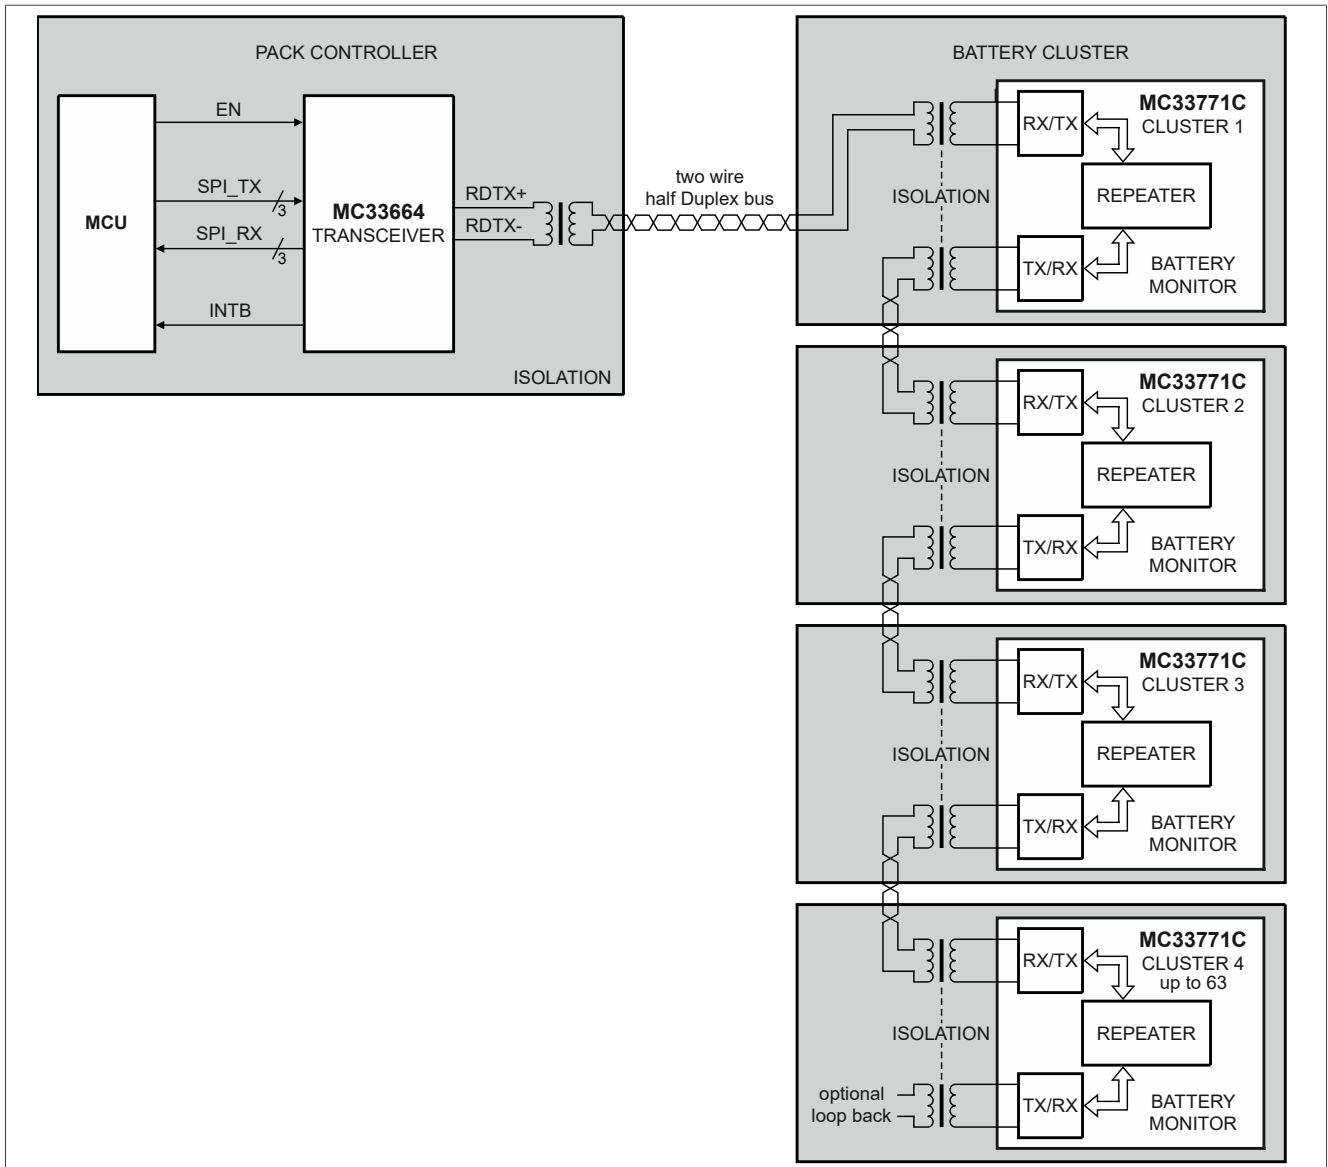 PACK CONTROLLER
MCU
EN
SPI_TX
3
SPI_RX
3
INTB
MC33664
TRANSCEIVER
RDTX+
RDTX-
ISOLATION
two wire
half Duplex bus
BATTERY CLUSTER
MC33771C
CLUSTER 1
RX/TX
REPEATER
ISOLATION
TX/RX
BATTERY
MONITOR
MC33771C
CLUSTER 2
RX/TX
REPEATER
ISOLATION
TX/RX
BATTERY
MONITOR
MC33771C
CLUSTER 3
RX/TX
REPEATER
ISOLATION
TX/RX
BATTERY
MONITOR
MC33771C
CLUSTER 4
up to 63
RX/TX
REPEATER
ISOLATION
optional
loop back
TX/RX
BATTERY
MONITOR